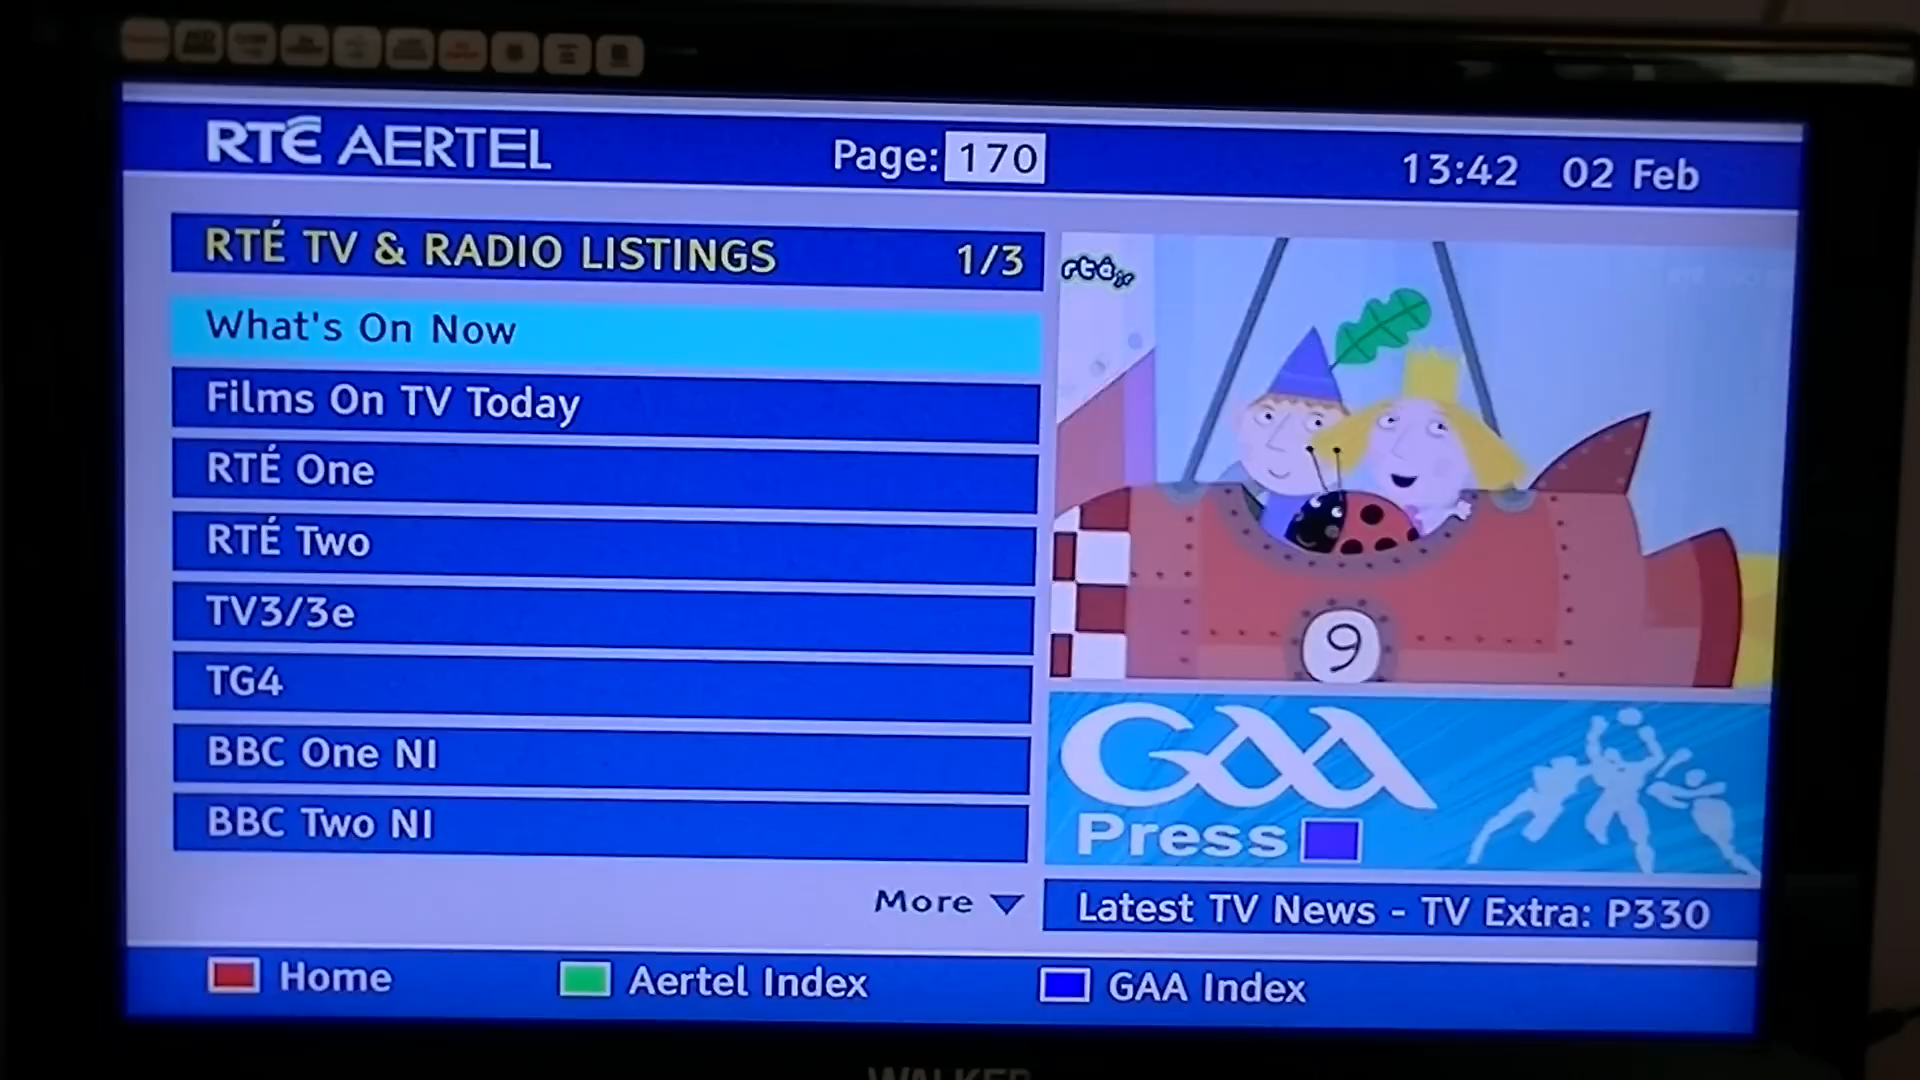 RTÉ AERTEL
Page: 170
13:42 02 Feb
RTÉ TV & RADIO LISTINGS 1/3
What's On Now
Films On TV Today
RTÉ One
RTÉ Two
TV3/3e
TG4
BBC One NI
BBC Two NI
More
rtéjr
9
GAA
Press
Latest TV News - TV Extra: P330
Home
Aertel Index
GAA Index
WALKER